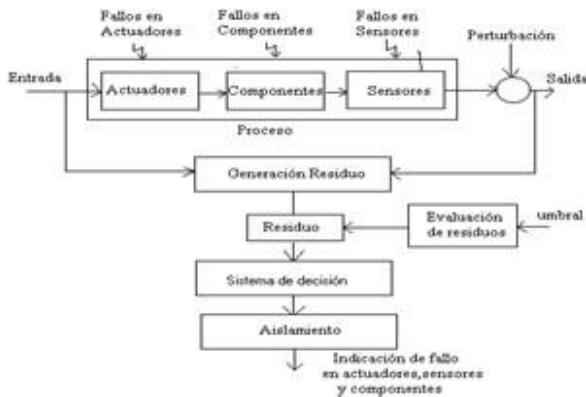 Fallos en
Actuadores
Fallos en
Componentes
Fallos en
Sensores
Perturbación
Entrada
Actuadores
Componentes
Sensores
Salida
Proceso
Generación Residuo
Residuo
Evaluación
de residuos
umbral
Sistema de decisión
Aislamiento
Indicación de fallo
en actuadores,sensores
y componentes